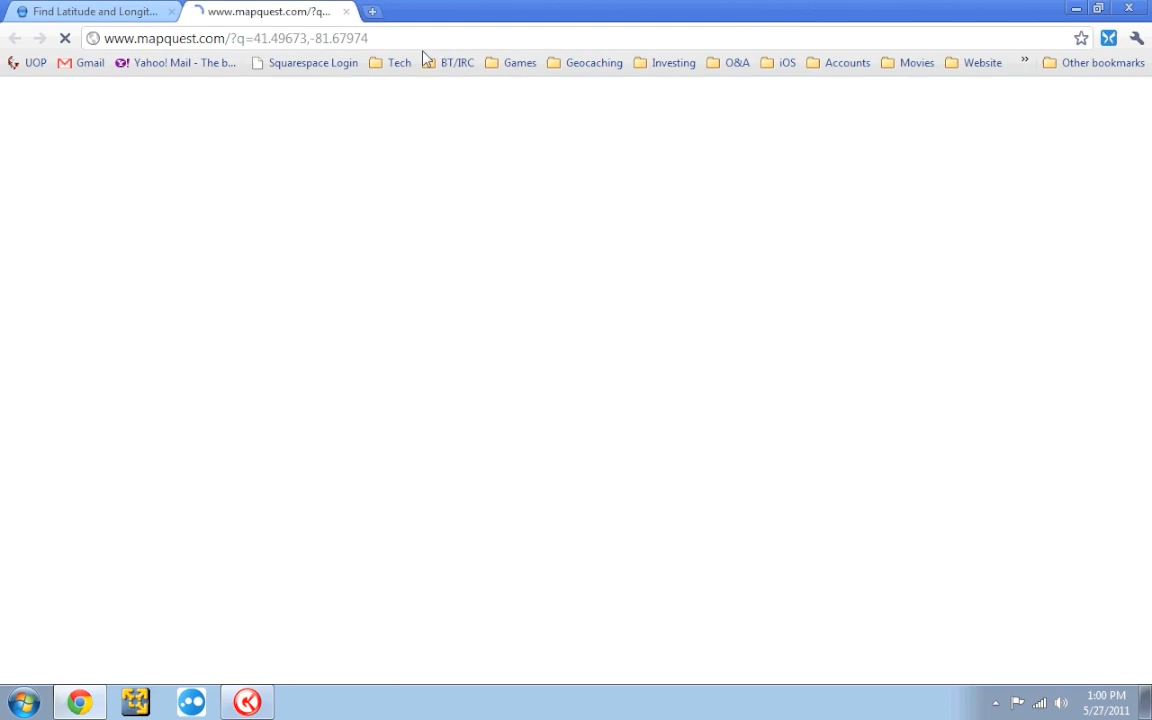 Find Latitude and Longit...
www.mapquest.com/?q...
www.mapquest.com/?q=41.49673,-81.67974
UOP Gmail Yahoo! Mail - The b... Squarespace Login Tech BT/IRC Games Geocaching Investing O&A iOS Accounts Movies Website » Other bookmarks
1:00 PM
5/27/2011